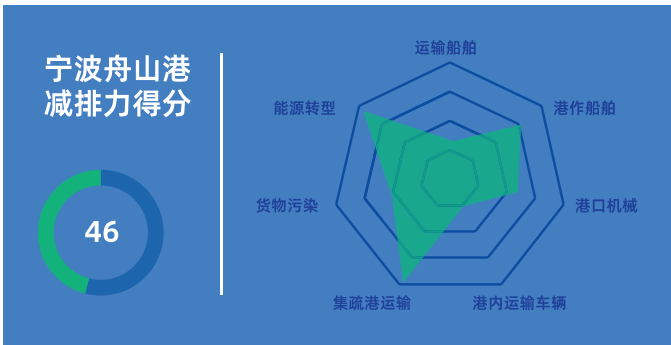 宁波舟山港
减排力得分
46
运输船舶
港作船舶
港口机械
港内运输车辆
集疏港运输
货物污染
能源转型